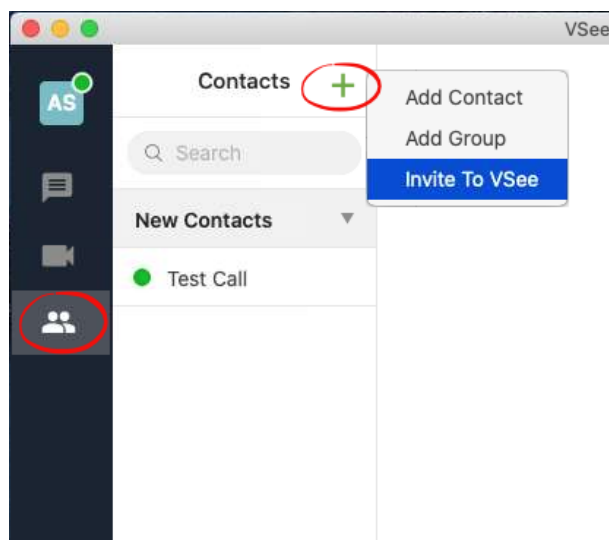 VSee
AS
Contacts +
Add Contact
Add Group
Invite To VSee
Search
New Contacts
Test Call